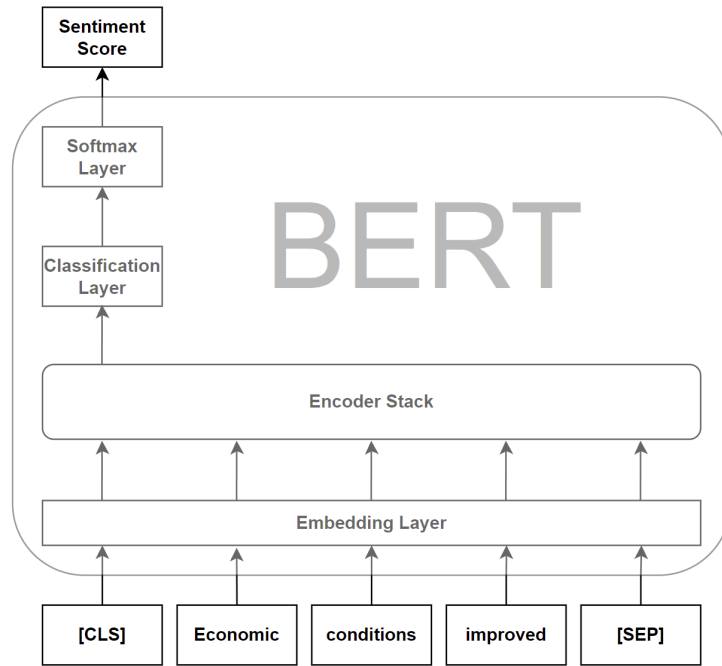 Sentiment
Score
Softmax
Layer
BERT
Classification
Layer
Encoder Stack
Embedding Layer
[CLS] Economic conditions improved [SEP]